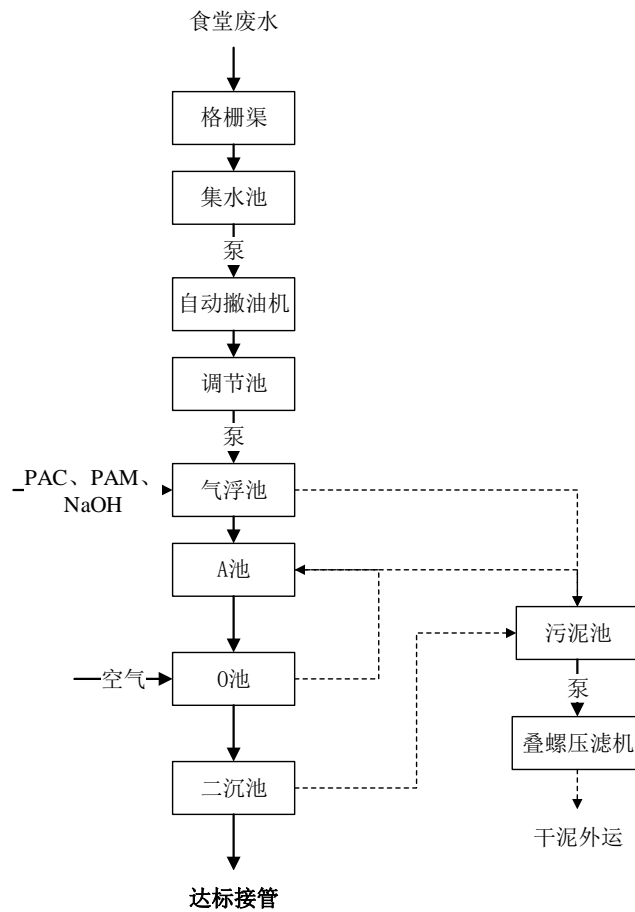 食堂废水
格栅渠
集水池
泵
自动撇油机
调节池
泵
PAC、PAM、
NaOH
气浮池
A池
污泥池
空气
O池
泵
叠螺压滤机
二沉池
干泥外运
达标接管